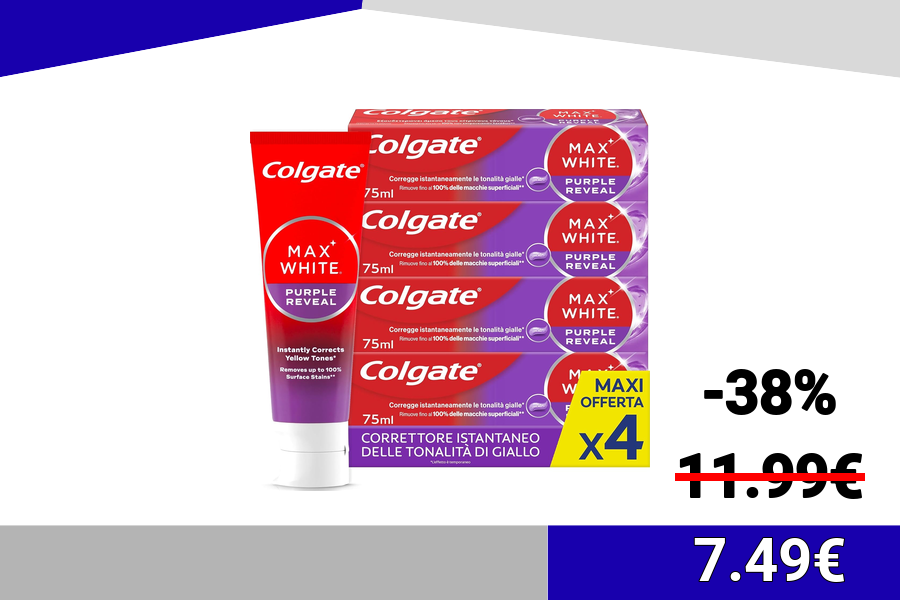 Colgate®
MAX
WHITE®
PURPLE
REVEAL
Instantly Corrects
Yellow Tones*
Removes up to 100%
Surface Stains**
Colgate®
MAX
WHITE
Colgate®
Corregge istantaneamente le tonalità gialle*
Rimuove fino al 100% delle macchie superficiali**
75ml
MAX
WHITE®
PURPLE
REVEAL
Colgate®
Corregge istantaneamente le tonalità gialle*
Rimuove fino al 100% delle macchie superficiali**
75ml
MAX
WHITE®
PURPLE
REVEAL
Colgate®
Corregge istantaneamente le tonalità gialle*
Rimuove fino al 100% delle macchie superficiali**
75ml
MAX
WHITE®
PURPLE
REVEAL
Colgate®
Corregge istantaneamente le tonalità gialle*
Rimuove fino al 100% delle macchie superficiali**
75ml
CORRETTORE ISTANTANEO
DELLE TONALITÀ DI GIALLO
*L'effetto è temporaneo
MAXI
OFFERTA
x4
-38%
11.99€
7.49€